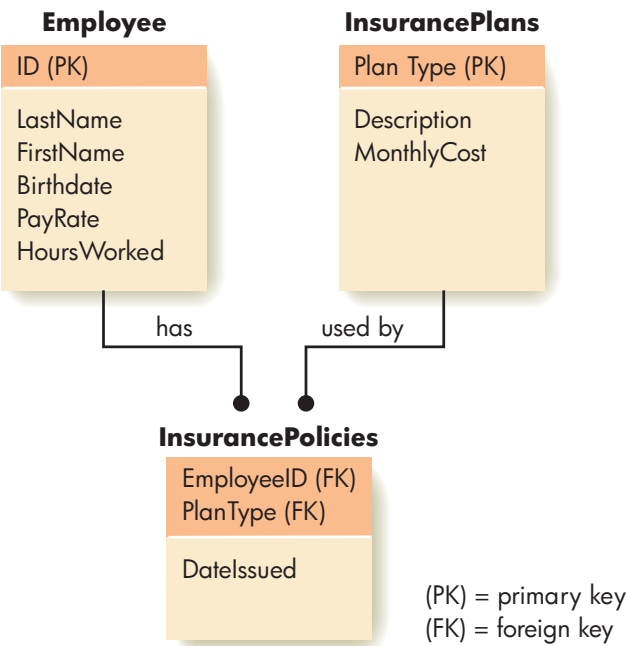 Employee
ID (PK)
LastName
FirstName
Birthdate
PayRate
HoursWorked
InsurancePlans
Plan Type (PK)
Description
MonthlyCost
has
used by
InsurancePolicies
EmployeeID (FK)
PlanType (FK)
DateIssued
(PK) = primary key
(FK) = foreign key